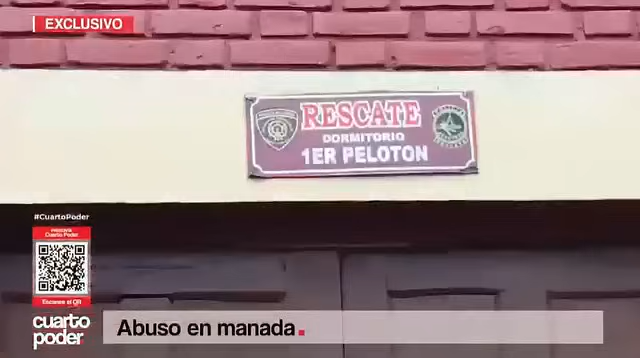 EXCLUSIVO
RESCATE
DORMITORIO
1ER PELOTON
#CuartoPoder
Cuarto Poder.
Escanea el QR
cuarto
poder
Abuso en manada.